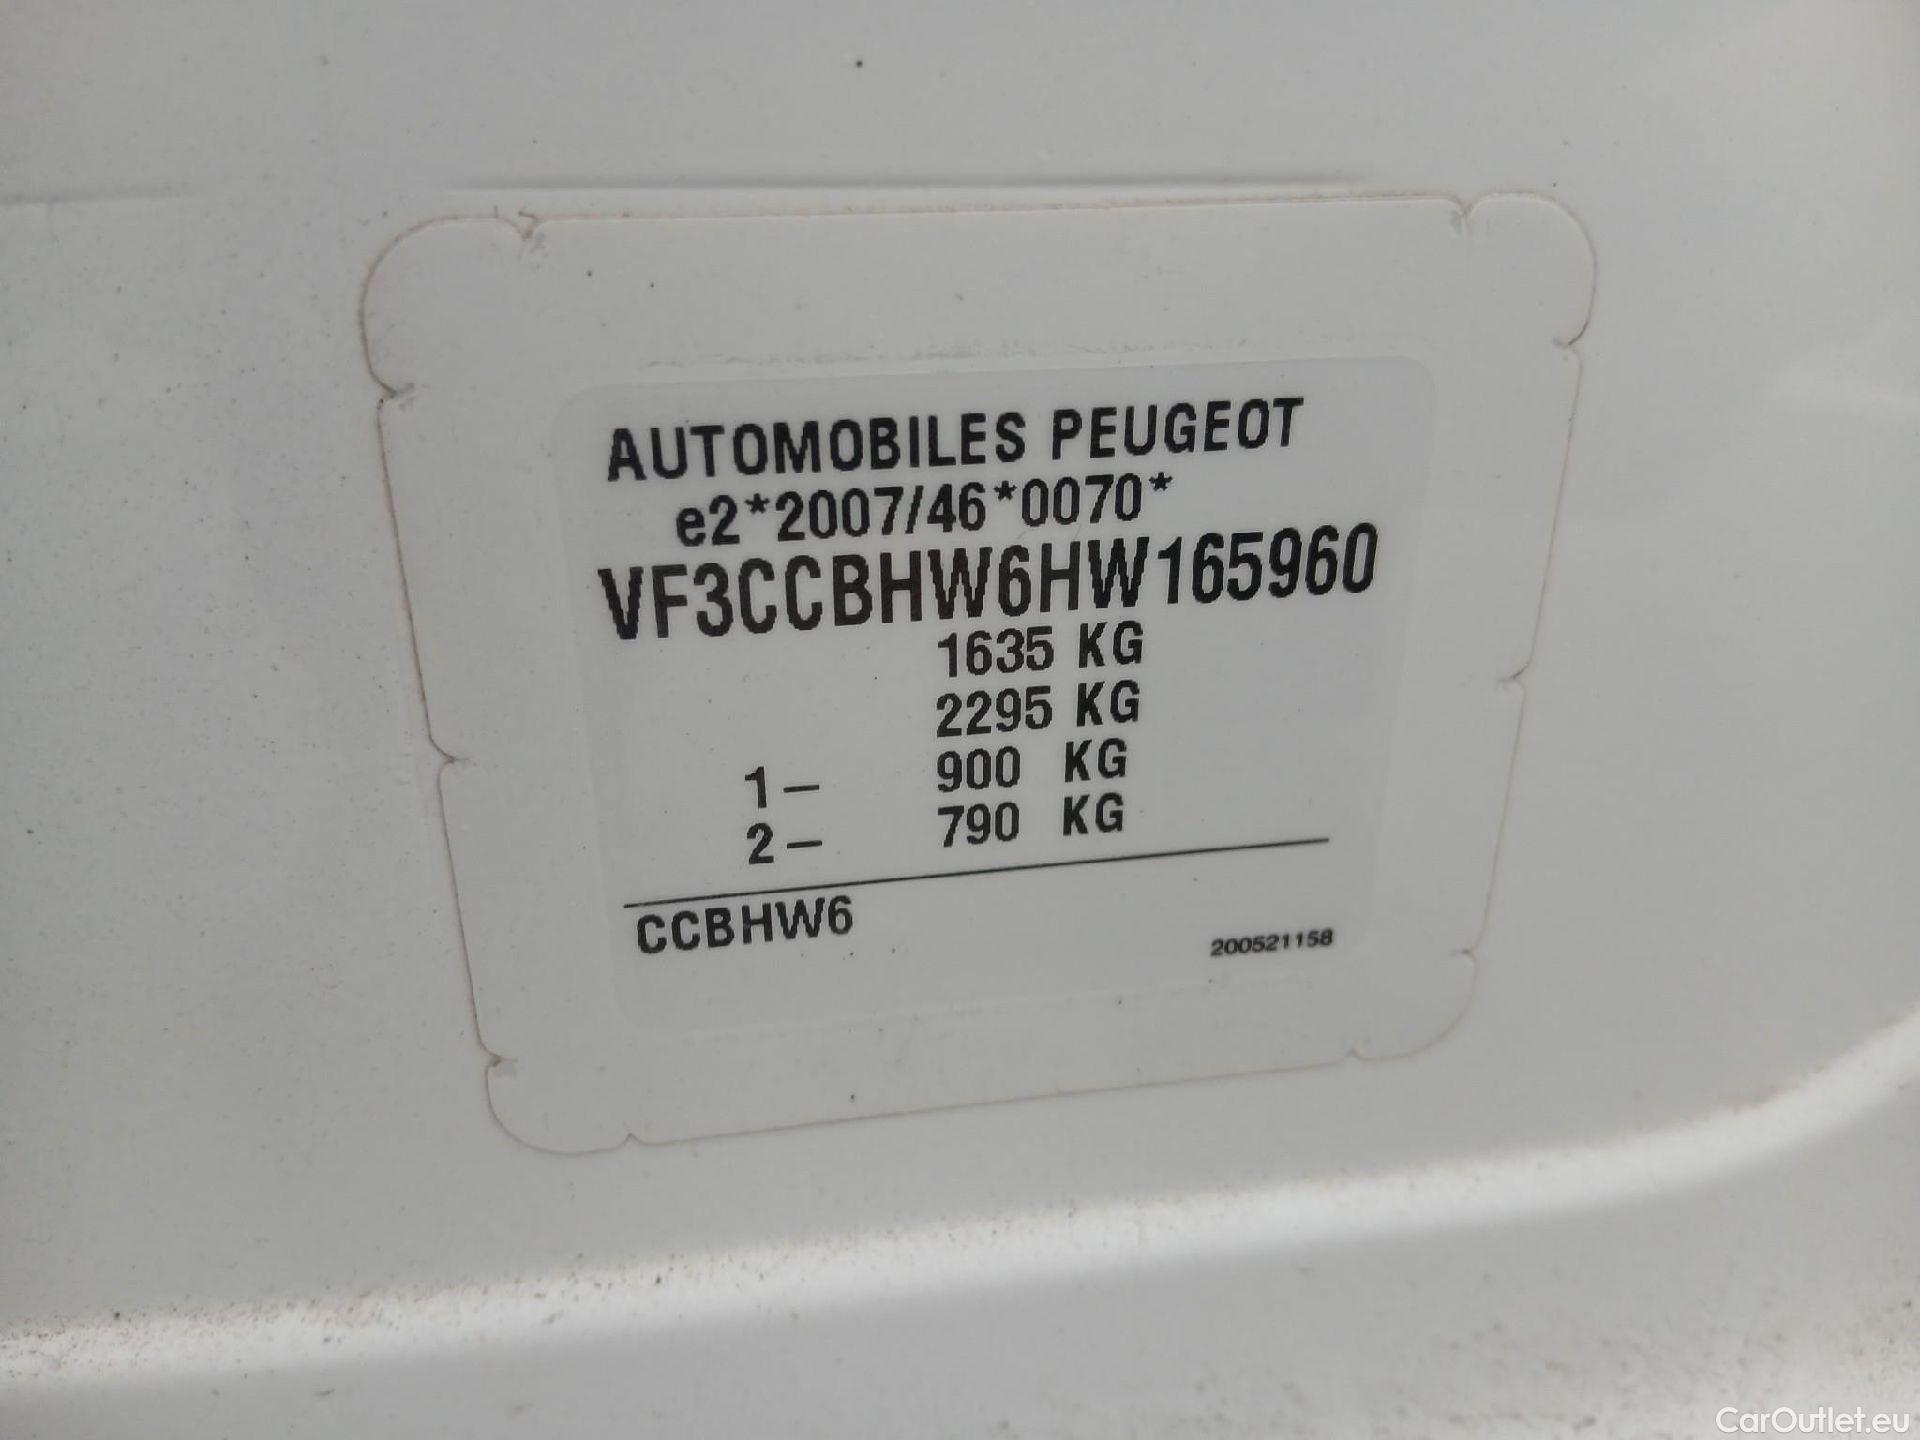 AUTOMOBILES PEUGEOT
e2*2007/46*0070*
VF3CCBHW6HW165960
1635 KG
2295 KG
1- 900 KG
2- 790 KG
CCBHW6
200521158
CarOutlet.eu